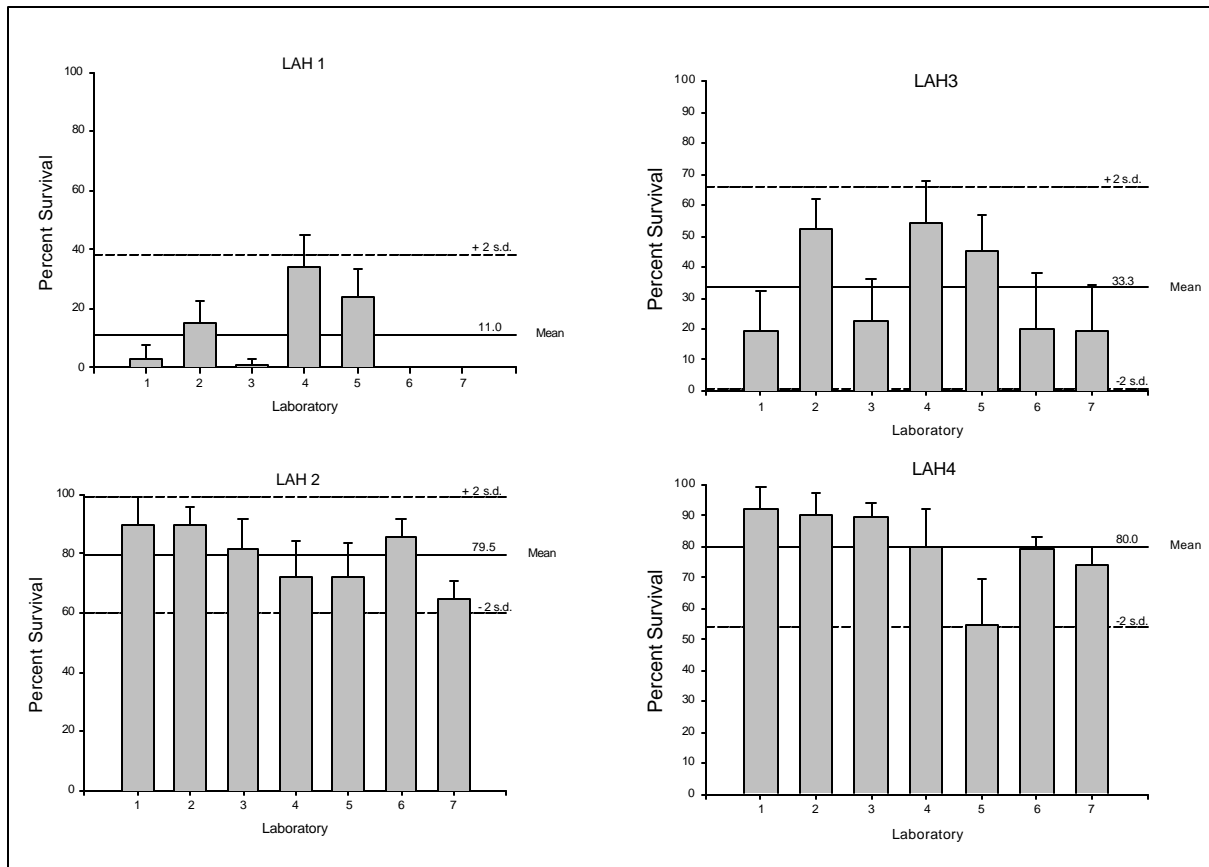 LAH 1
Percent Survival
100
80
60
40
20
0
+ 2 s.d.
11.0
Mean
1 2 3 4 5 6 7
Laboratory
LAH3
Percent Survival
100
90
80
70
60
50
40
30
20
10
0
+ 2 s.d.
33.3
Mean
-2 s.d.
1 2 3 4 5 6 7
Laboratory
LAH 2
Percent Survival
100
80
60
40
20
0
+ 2 s.d.
79.5
Mean
- 2 s.d.
1 2 3 4 5 6 7
Laboratory
LAH4
Percent Survival
100
90
80
70
60
50
40
30
20
10
0
80.0
Mean
-2 s.d.
1 2 3 4 5 6 7
Laboratory